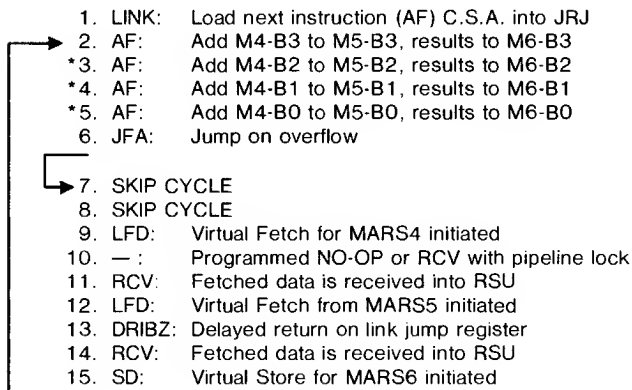 1. LINK: Load next instruction (AF) C.S.A. into JRJ
2. AF: Add M4-B3 to M5-B3, results to M6-B3
*3. AF: Add M4-B2 to M5-B2, results to M6-B2
*4. AF: Add M4-B1 to M5-B1, results to M6-B1
*5. AF: Add M4-BO to M5-BO, results to M6-BO
6. JFA: Jump on overflow
7. SKIP CYCLE
8. SKIP CYCLE
9. LFD: Virtual Fetch for MARS4 initiated
10. — : Programmed NO-OP or RCV with pipeline lock
11. RCV: Fetched data is received into RSU
12. LFD: Virtual Fetch from MARS5 initiated
13. DRIBZ: Delayed return on link jump register
14. RCV: Fetched data is received into RSU
15. SD: Virtual Store for MARS6 initiated